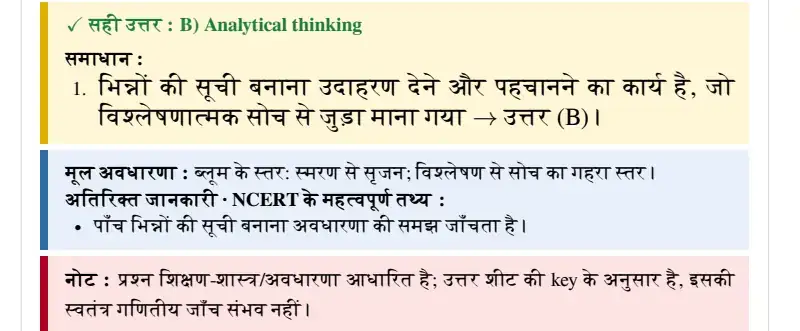 ✓ सही उत्तर : B) Analytical thinking
समाधान :
1. भिन्नों की सूची बनाना उदाहरण देने और पहचानने का कार्य है, जो
विश्लेषणात्मक सोच से जुड़ा माना गया → उत्तर (B)।
मूल अवधारणा : ब्लूम के स्तर: स्मरण से सृजन; विश्लेषण से सोच का गहरा स्तर।
अतिरिक्त जानकारी · NCERT के महत्वपूर्ण तथ्य :
• पाँच भिन्नों की सूची बनाना अवधारणा की समझ जाँचता है।
नोट : प्रश्न शिक्षण-शास्त्र/अवधारणा आधारित है; उत्तर शीट की key के अनुसार है, इसकी
स्वतंत्र गणितीय जाँच संभव नहीं।